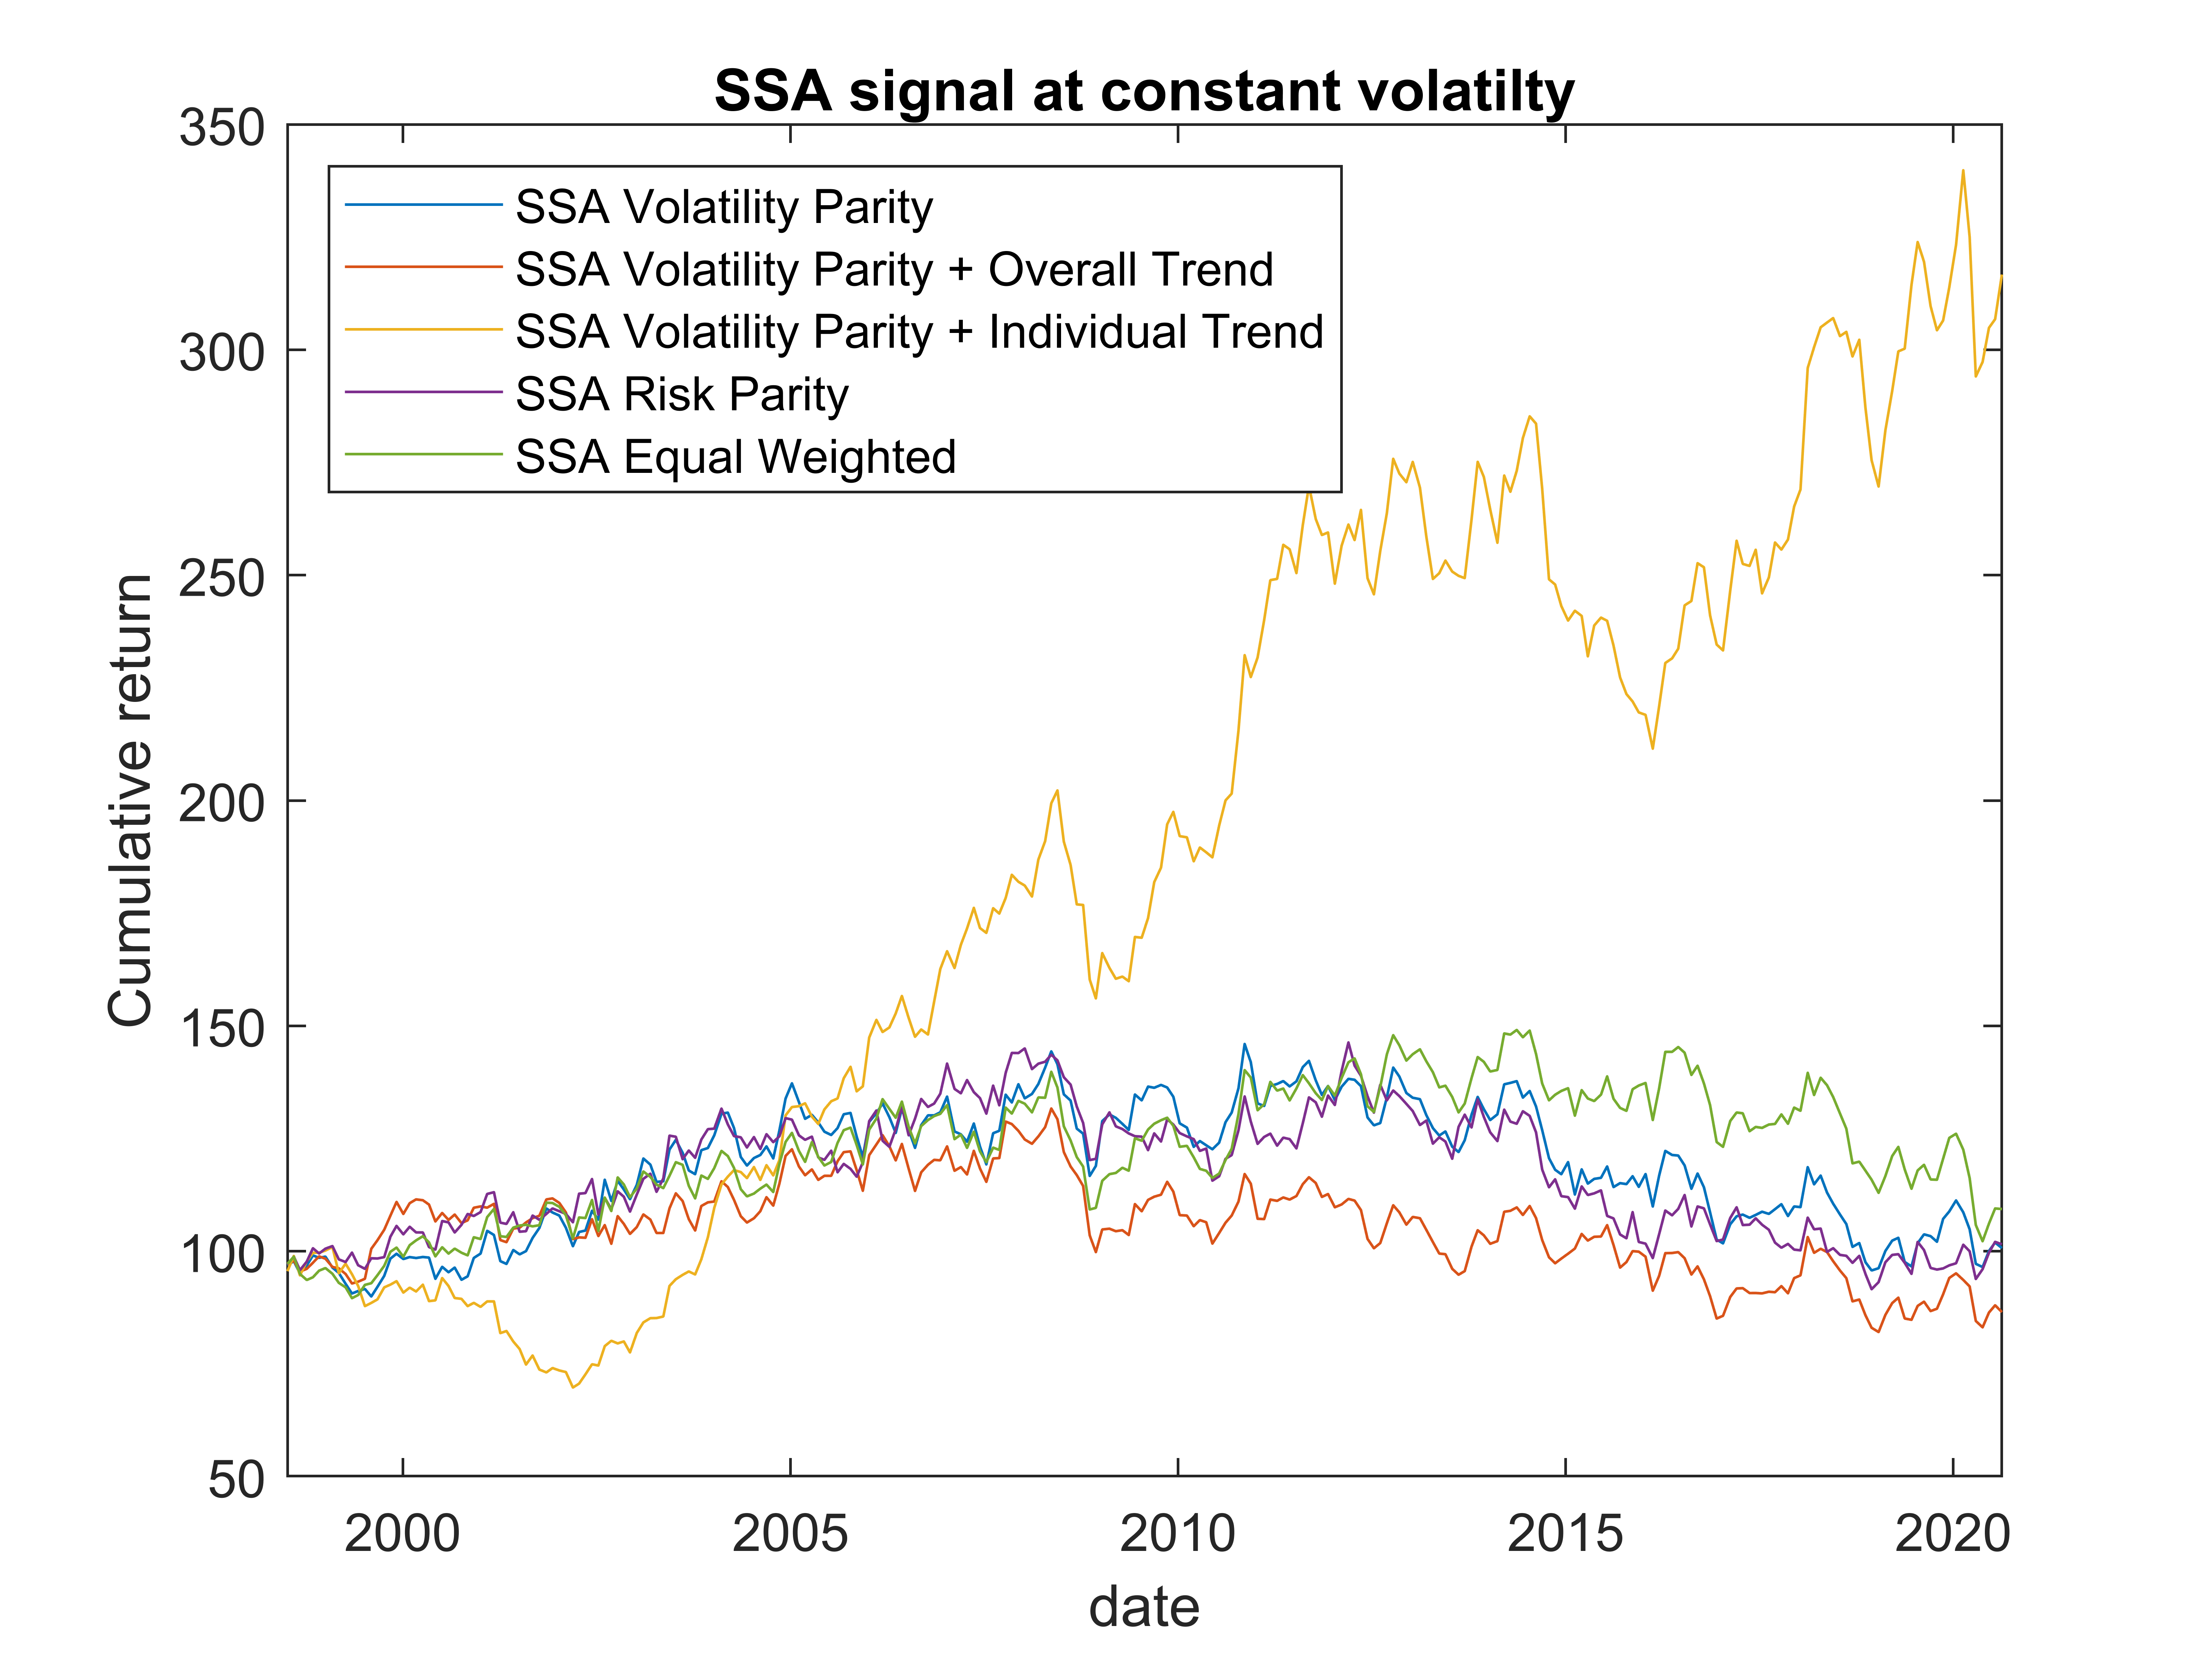 SSA signal at constant volatilty
350
300
250
200
150
100
50
Cumulative return
SSA Volatility Parity
SSA Volatility Parity + Overall Trend
SSA Volatility Parity + Individual Trend
SSA Risk Parity
SSA Equal Weighted
2000 2005 2010 2015 2020
date